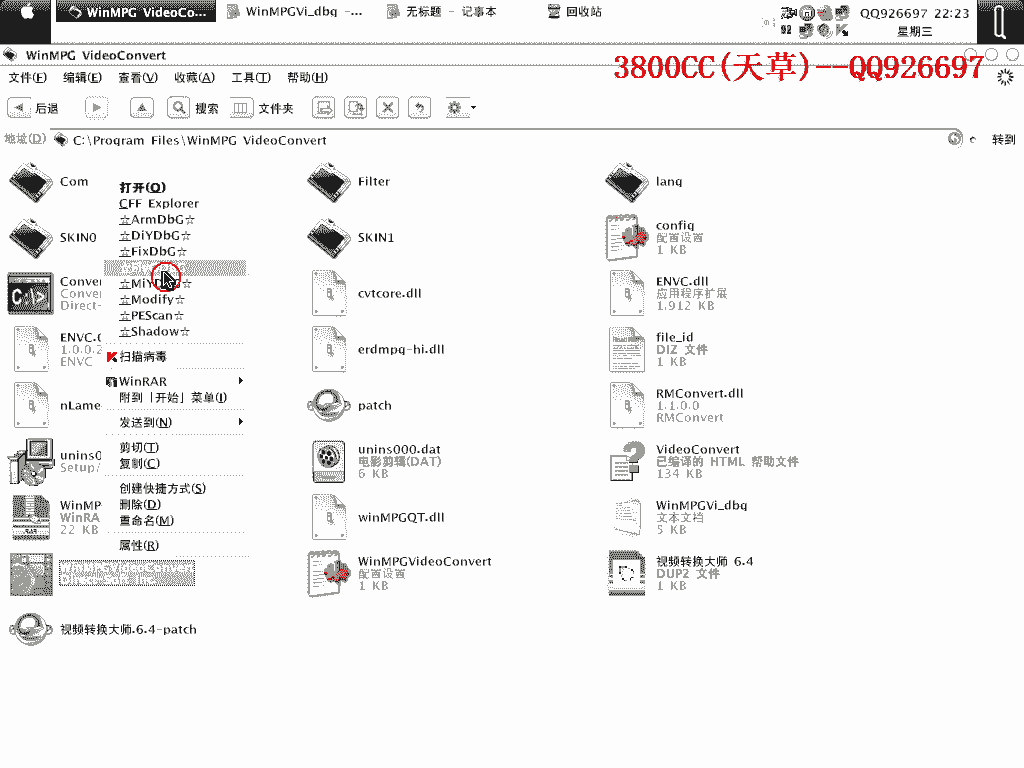 WinMPG VideoCo...
WinMPGVi_dbg -...
无标题 - 记事本
回收站
92
QQ926697 22:23
星期三
WinMPG VideoConvert
3800CC(天草)--QQ926697
文件(F)
编辑(E)
查看(V)
收藏(A)
工具(T)
帮助(H)
后退
搜索
文件夹
地址(D)
C:\Program Files\WinMPG VideoConvert
转到
Com
Filter
lang
SKIN0
SKIN1
config
配置设置
1 KB
Conver
Conver
Direct-
cvtcore.dll
ENVC.dll
应用程序扩展
1,912 KB
ENVC.
1.0.0.
ENVC
erdmpg-hi.dll
file_id
DIZ 文件
1 KB
nLame
patch
RMConvert.dll
1.1.0.0
RMConvert
unins0
Setup/
unins000.dat
电影剪辑(DAT)
6 KB
VideoConvert
已编译的 HTML 帮助文件
134 KB
WinMP
WinRA
22 KB
winMPGQT.dll
WinMPGVi_dbg
文本文档
5 KB
WinMPGVideoConvert
WinMPGVideoConvert
配置设置
1 KB
视频转换大师 6.4
DUP2 文件
1 KB
视频转换大师.6.4-patch
打开(O)
CFF Explorer
☆ArmDbG☆
☆DiYDbG☆
☆FixDbG☆
☆Modify☆
☆PEScan☆
☆Shadow☆
扫描病毒
WinRAR
附到「开始」菜单(I)
发送到(N)
剪切(T)
复制(C)
创建快捷方式(S)
删除(D)
重命名(M)
属性(R)